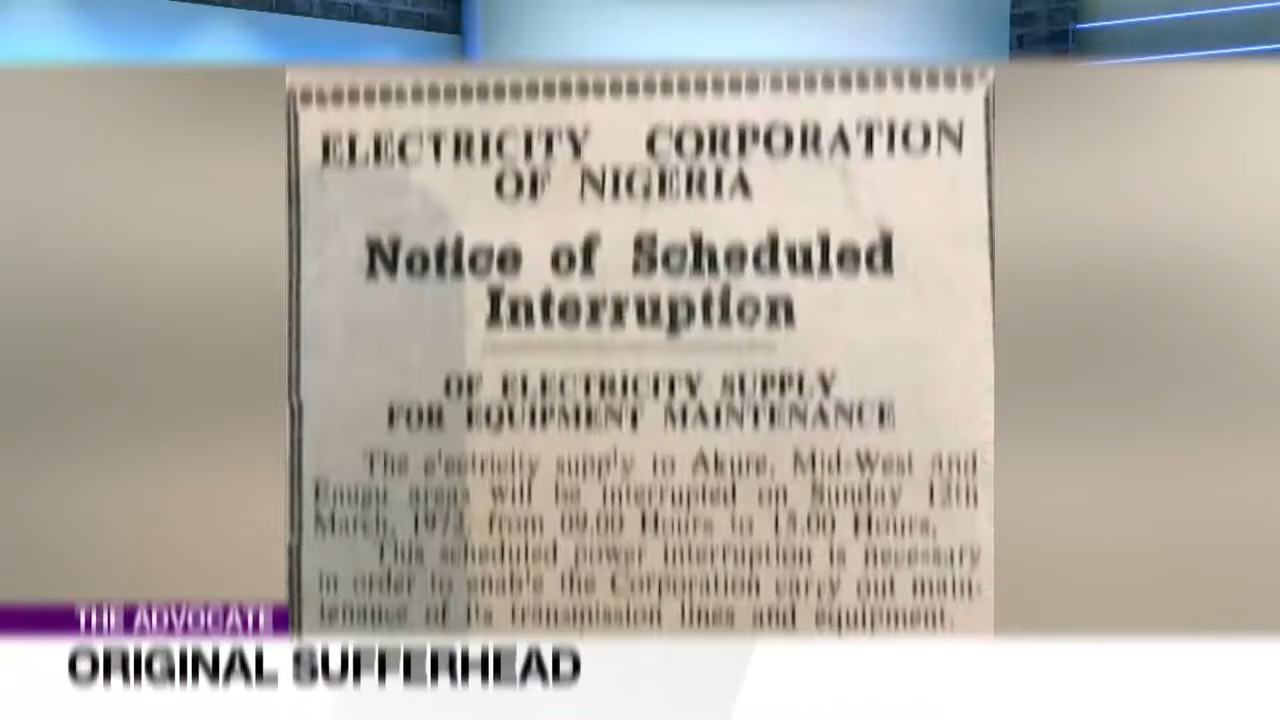 ELECTRICITY CORPORATION
OF NIGERIA
Notice of Scheduled
Interruption
OF ELECTRICITY SUPPLY
FOR EQUIPMENT MAINTENANCE
The electricity supply to Akure, Mid-West and
Enugu areas will be interrupted on Sunday 12th
March, 1972 from 09.00 Hours to 15.00 Hours.
This scheduled power interruption is necessary
in order to enable the Corporation carry out main-
tenance of its transmission lines and equipment.
THE ADVOCATE
ORIGINAL SUFFERHEAD